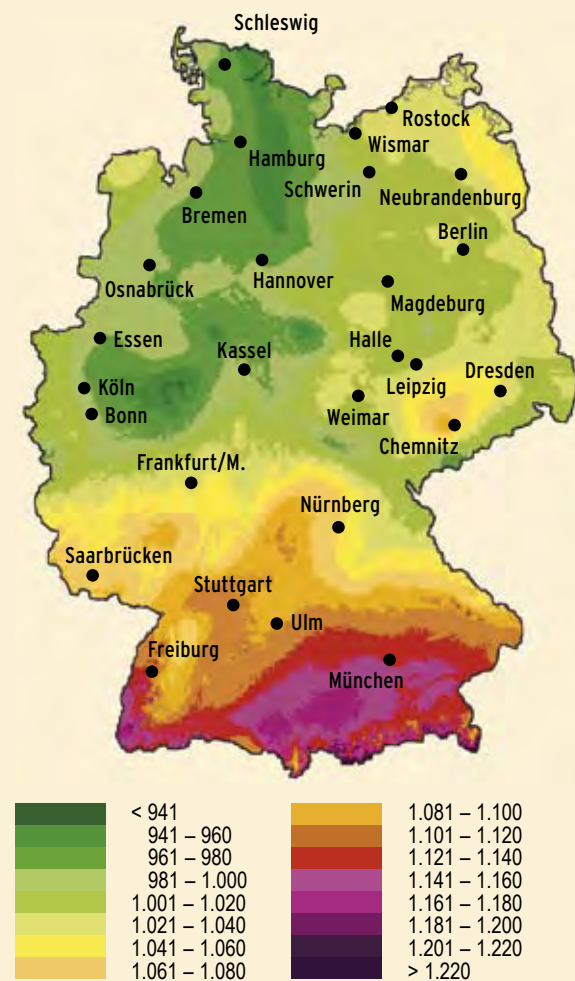 Schleswig
Rostock
Wismar
Hamburg
Schwerin
Neubrandenburg
Bremen
Berlin
Hannover
Osnabrück
Magdeburg
Essen
Halle
Kassel
Dresden
Köln
Leipzig
Weimar
Bonn
Chemnitz
Frankfurt/M.
Nürnberg
Saarbrücken
Stuttgart
Ulm
Freiburg
München
< 941
941 – 960
961 – 980
981 – 1.000
1.001 – 1.020
1.021 – 1.040
1.041 – 1.060
1.061 – 1.080
1.081 – 1.100
1.101 – 1.120
1.121 – 1.140
1.141 – 1.160
1.161 – 1.180
1.181 – 1.200
1.201 – 1.220
> 1.220